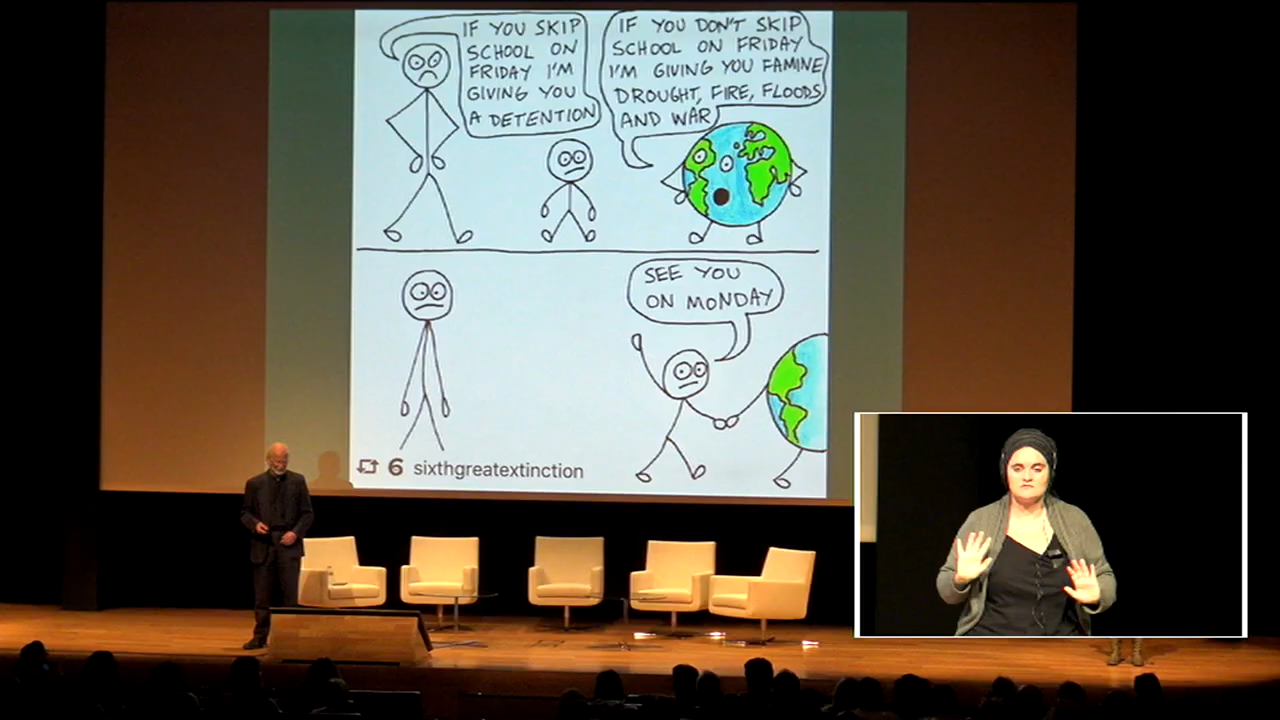 IF YOU SKIP
SCHOOL ON
FRIDAY I'M
GIVING YOU
A DETENTION
IF YOU DON'T SKIP
SCHOOL ON FRIDAY
I'M GIVING YOU FAMINE
DROUGHT, FIRE, FLOODS
AND WAR
SEE YOU
ON MONDAY
6 sixthgreatextinction